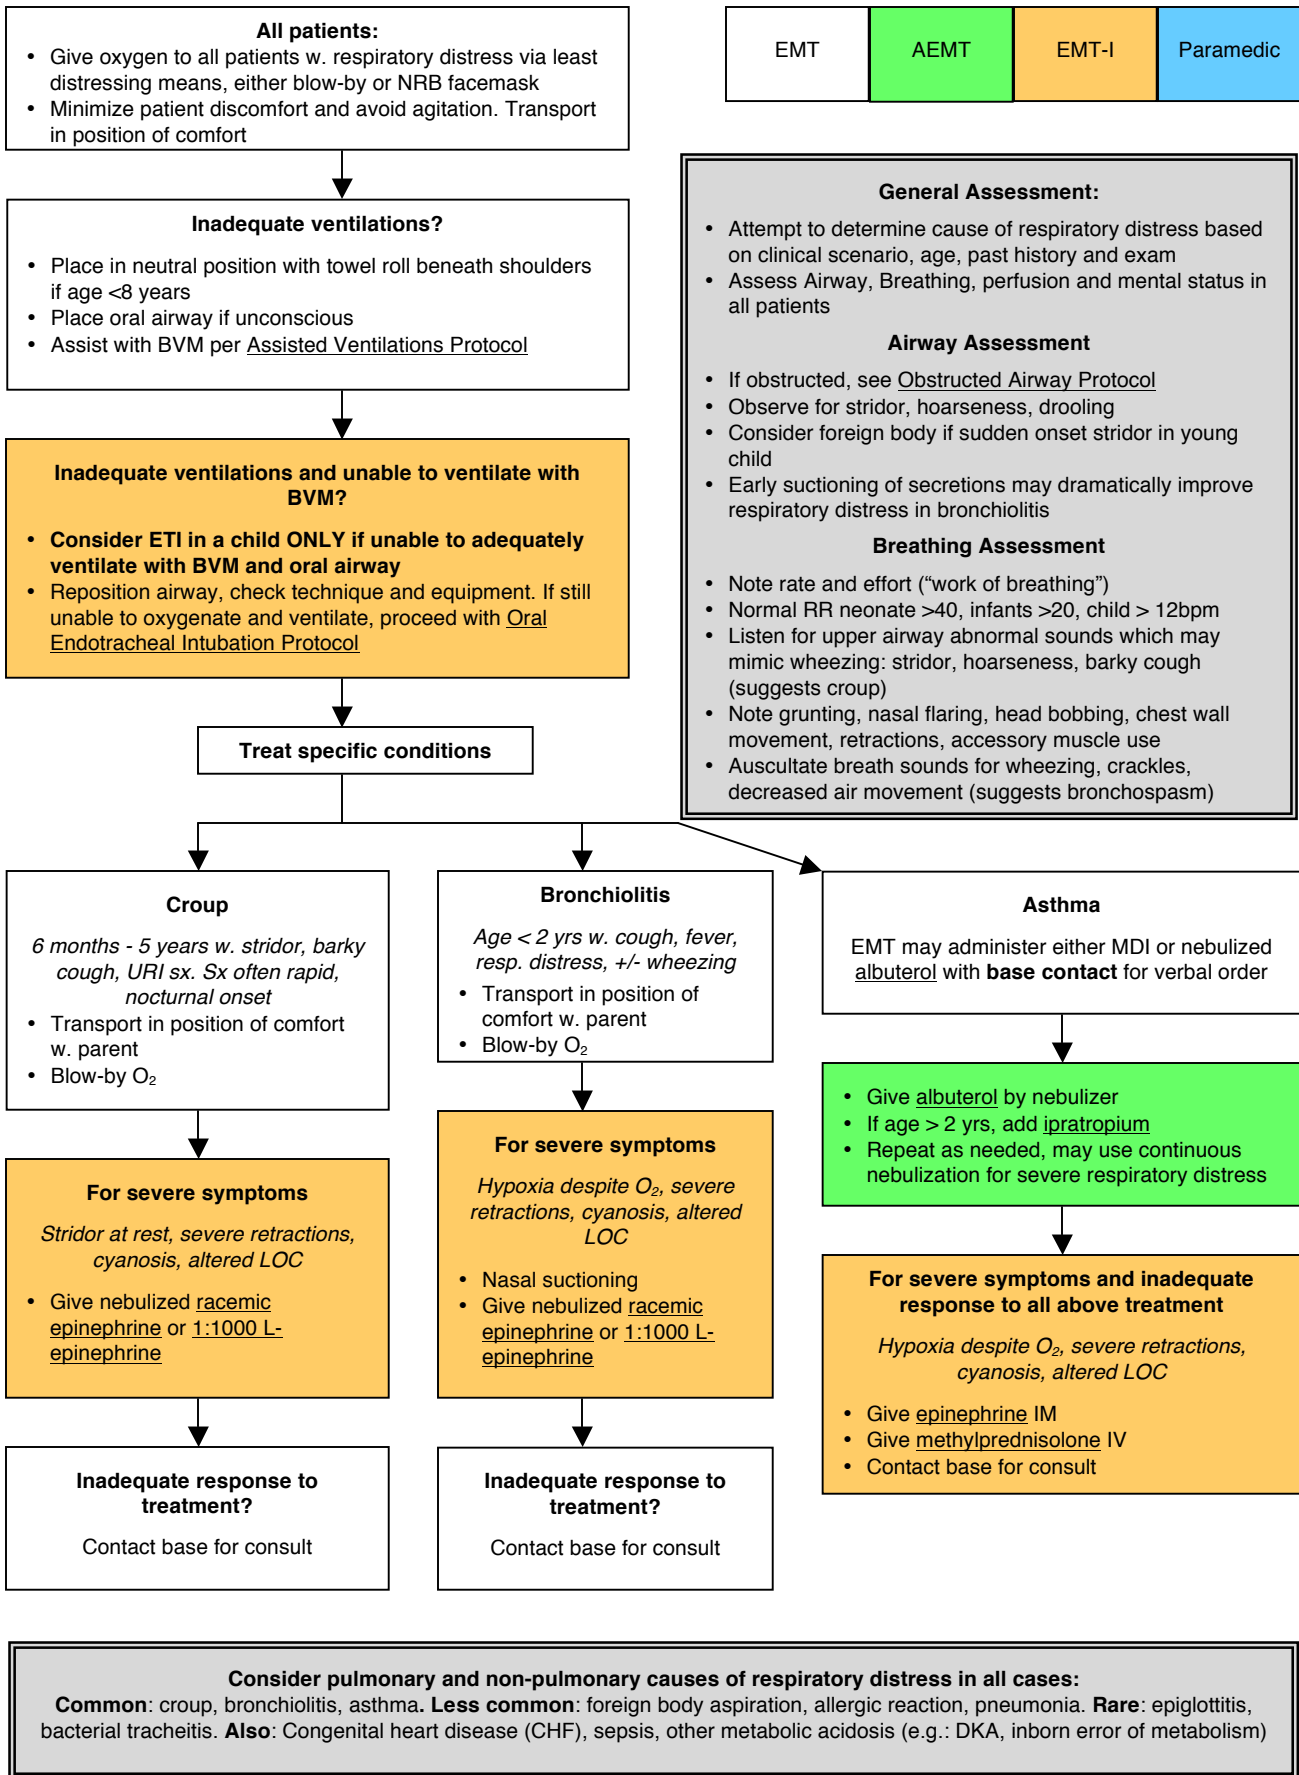 All patients:
• Give oxygen to all patients w. respiratory distress via least
distressing means, either blow-by or NRB facemask
• Minimize patient discomfort and avoid agitation. Transport
in position of comfort
EMT
AEMT
EMT-I
Paramedic
Inadequate ventilations?
• Place in neutral position with towel roll beneath shoulders
if age <8 years
• Place oral airway if unconscious
• Assist with BVM per Assisted Ventilations Protocol
Inadequate ventilations and unable to ventilate with
BVM?
• Consider ETI in a child ONLY if unable to adequately
ventilate with BVM and oral airway
• Reposition airway, check technique and equipment. If still
unable to oxygenate and ventilate, proceed with Oral
Endotracheal Intubation Protocol
General Assessment:
• Attempt to determine cause of respiratory distress based
on clinical scenario, age, past history and exam
• Assess Airway, Breathing, perfusion and mental status in
all patients
Airway Assessment
• If obstructed, see Obstructed Airway Protocol
• Observe for stridor, hoarseness, drooling
• Consider foreign body if sudden onset stridor in young
child
• Early suctioning of secretions may dramatically improve
respiratory distress in bronchiolitis
Breathing Assessment
• Note rate and effort (“work of breathing”)
• Normal RR neonate >40, infants >20, child > 12bpm
• Listen for upper airway abnormal sounds which may
mimic wheezing: stridor, hoarseness, barky cough
(suggests croup)
• Note grunting, nasal flaring, head bobbing, chest wall
movement, retractions, accessory muscle use
• Auscultate breath sounds for wheezing, crackles,
decreased air movement (suggests bronchospasm)
Treat specific conditions
Croup
6 months - 5 years w. stridor, barky
cough, URI sx. Sx often rapid,
nocturnal onset
• Transport in position of comfort
w. parent
• Blow-by O₂
For severe symptoms
Stridor at rest, severe retractions,
cyanosis, altered LOC
• Give nebulized racemic
epinephrine or 1:1000 L-
epinephrine
Inadequate response to
treatment?
Contact base for consult
Bronchiolitis
Age < 2 yrs w. cough, fever,
resp. distress, +/- wheezing
• Transport in position of
comfort w. parent
• Blow-by O₂
For severe symptoms
Hypoxia despite O₂, severe
retractions, cyanosis, altered
LOC
• Nasal suctioning
• Give nebulized racemic
epinephrine or 1:1000 L-
epinephrine
Inadequate response to
treatment?
Contact base for consult
Asthma
EMT may administer either MDI or nebulized
albuterol with base contact for verbal order
• Give albuterol by nebulizer
• If age > 2 yrs, add ipratropium
• Repeat as needed, may use continuous
nebulization for severe respiratory distress
For severe symptoms and inadequate
response to all above treatment
Hypoxia despite O₂, severe retractions,
cyanosis, altered LOC
• Give epinephrine IM
• Give methylprednisolone IV
• Contact base for consult
Consider pulmonary and non-pulmonary causes of respiratory distress in all cases:
Common: croup, bronchiolitis, asthma. Less common: foreign body aspiration, allergic reaction, pneumonia. Rare: epiglottitis,
bacterial tracheitis. Also: Congenital heart disease (CHF), sepsis, other metabolic acidosis (e.g.: DKA, inborn error of metabolism)